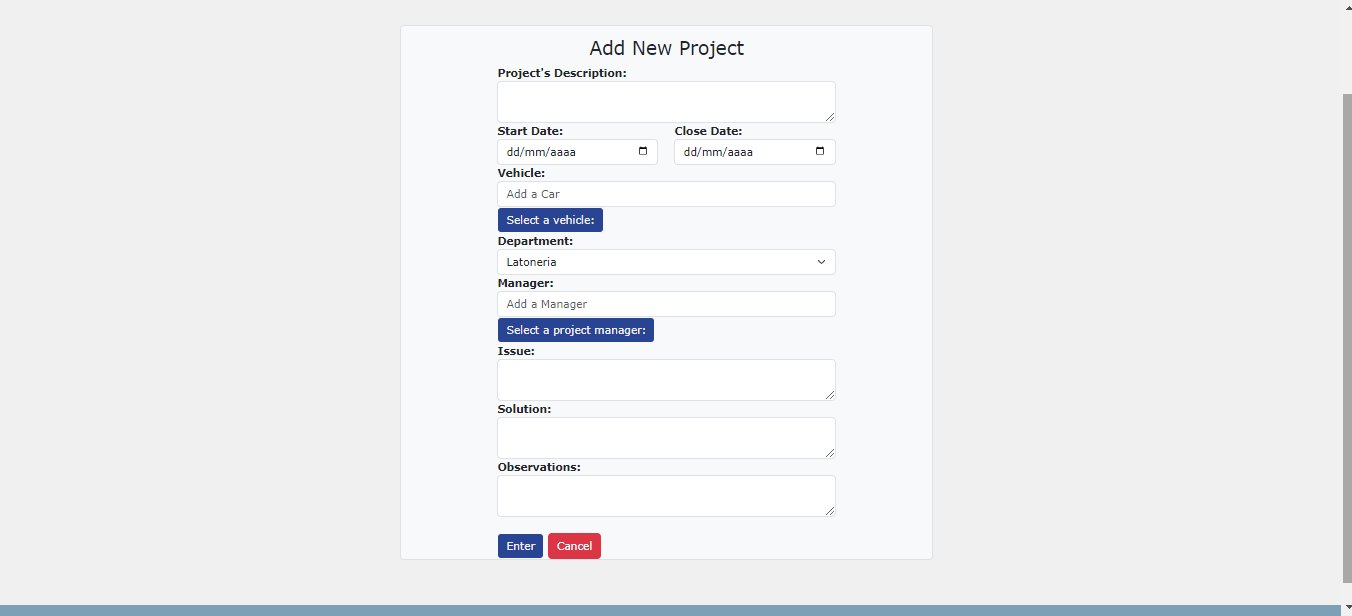 Add New Project
Project's Description:
Start Date: Close Date:
dd/mm/aaaa dd/mm/aaaa
Vehicle:
Add a Car
Select a vehicle:
Department:
Latoneria
Manager:
Add a Manager
Select a project manager:
Issue:
Solution:
Observations:
Enter Cancel